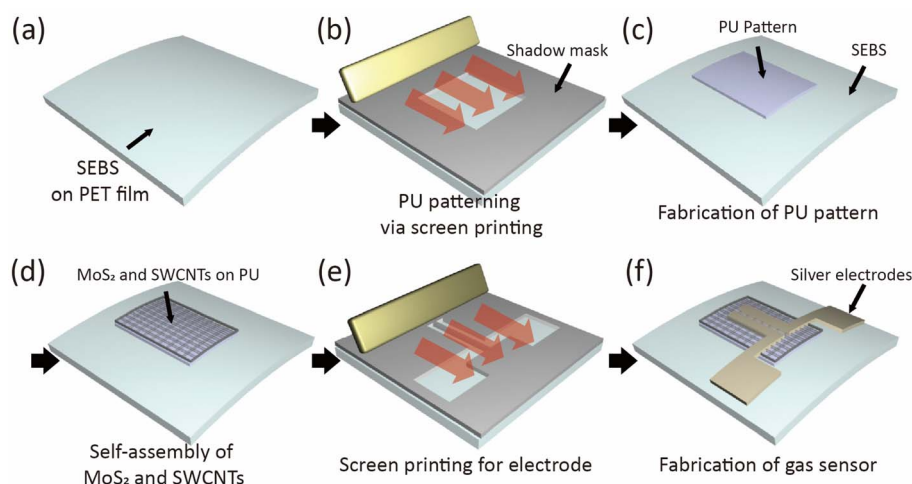 (a)
SEBS
on PET film
(b)
Shadow mask
PU patterning
via screen printing
(c)
PU Pattern
SEBS
Fabrication of PU pattern
(d)
MoS₂ and SWCNTs on PU
Self-assembly of
MoS₂ and SWCNTs
(e)
Screen printing for electrode
(f)
Silver electrodes
Fabrication of gas sensor